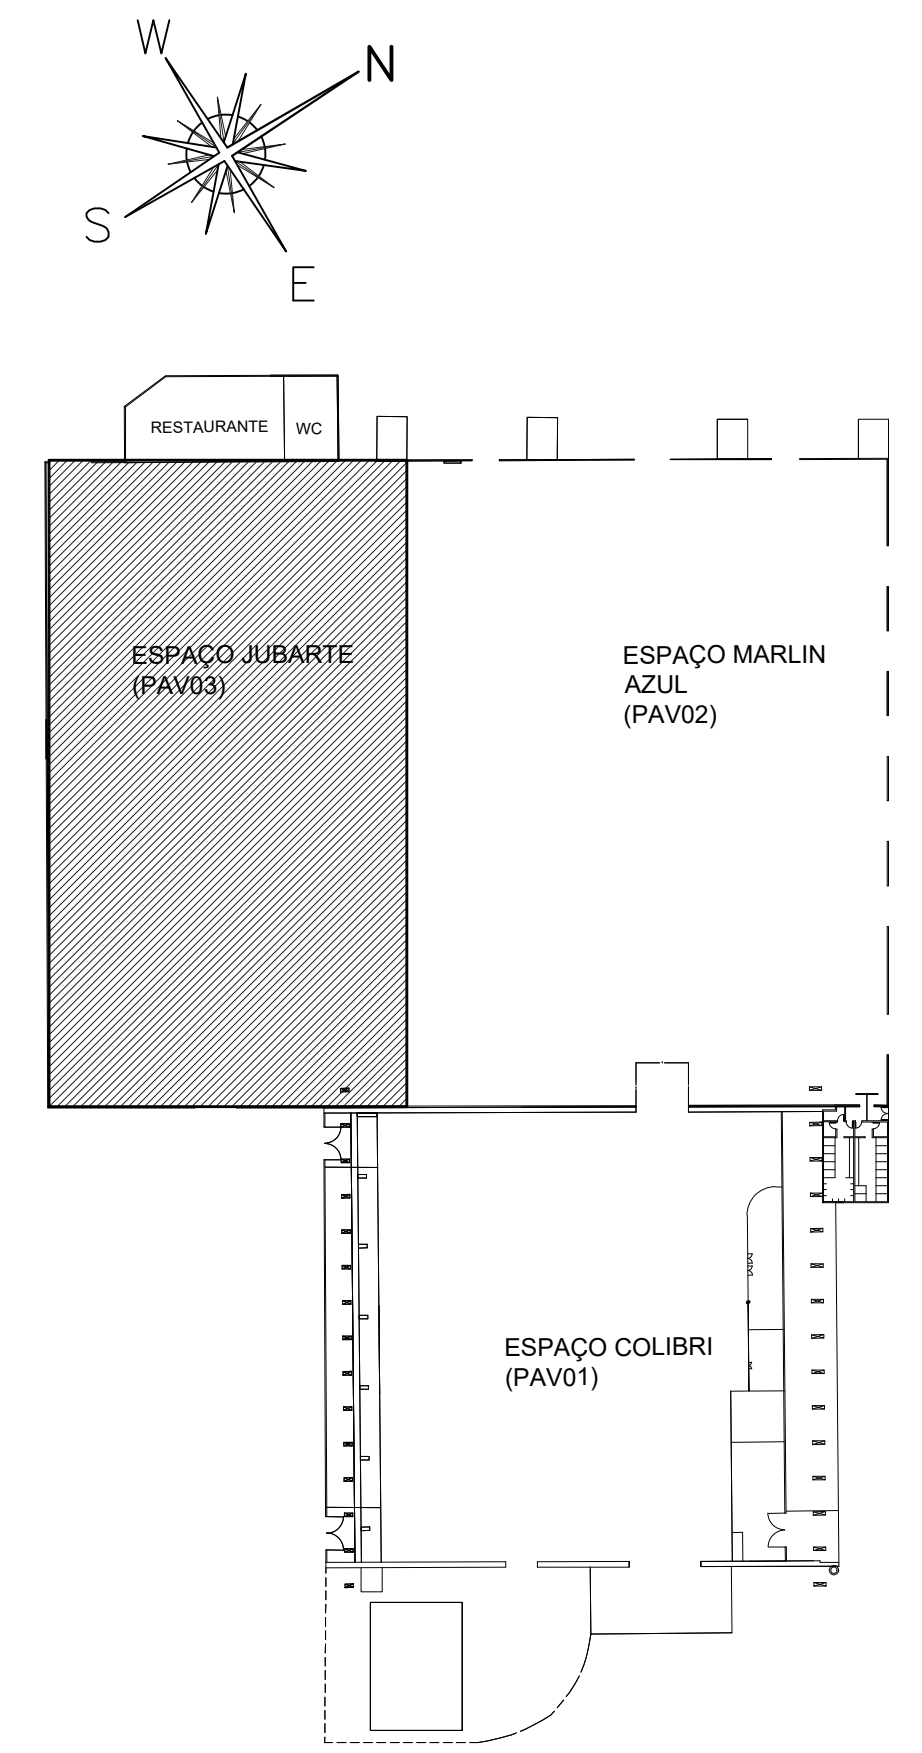 W
N
S
E
RESTAURANTE
WC
ESPAÇO JUBARTE
(PAV03)
ESPAÇO MARLIN
AZUL
(PAV02)
ESPAÇO COLIBRI
(PAV01)